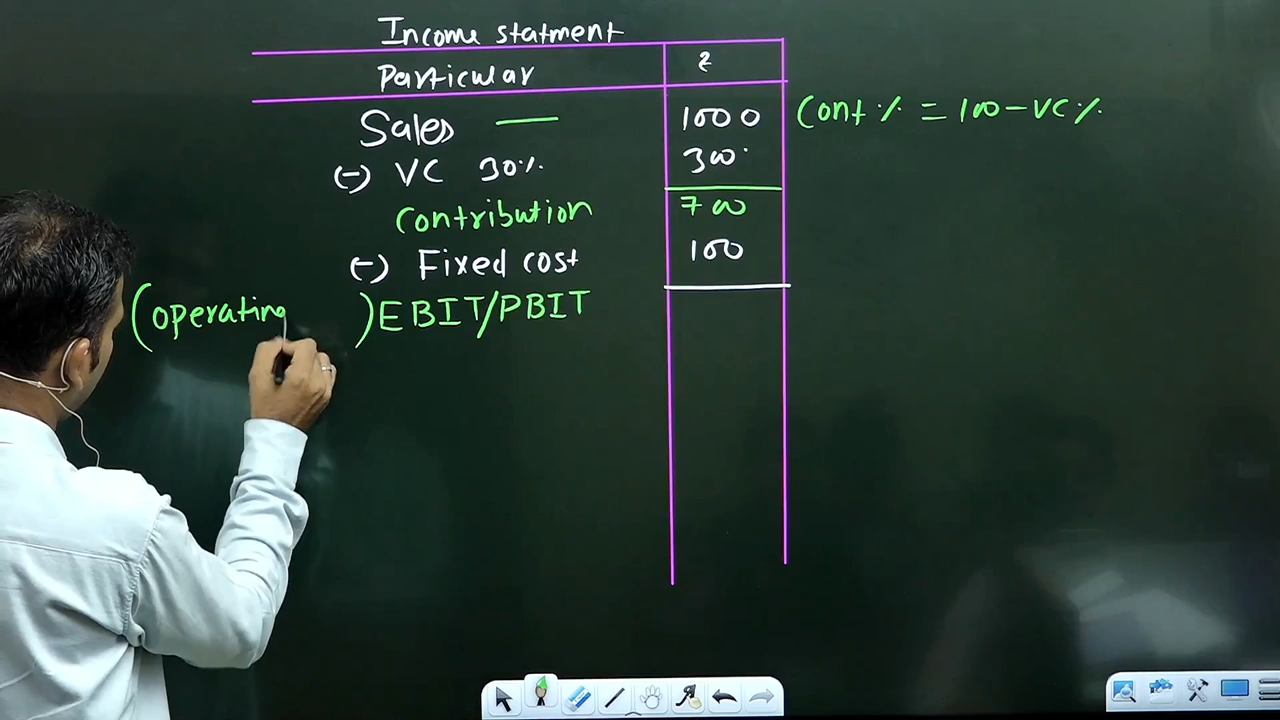 Income statment
Particular ₹
Sales 1000 Cont % = 100 - VC %
(-) VC 30% 300
Contribution 700
(-) Fixed cost 100
(operating ) EBIT/PBIT